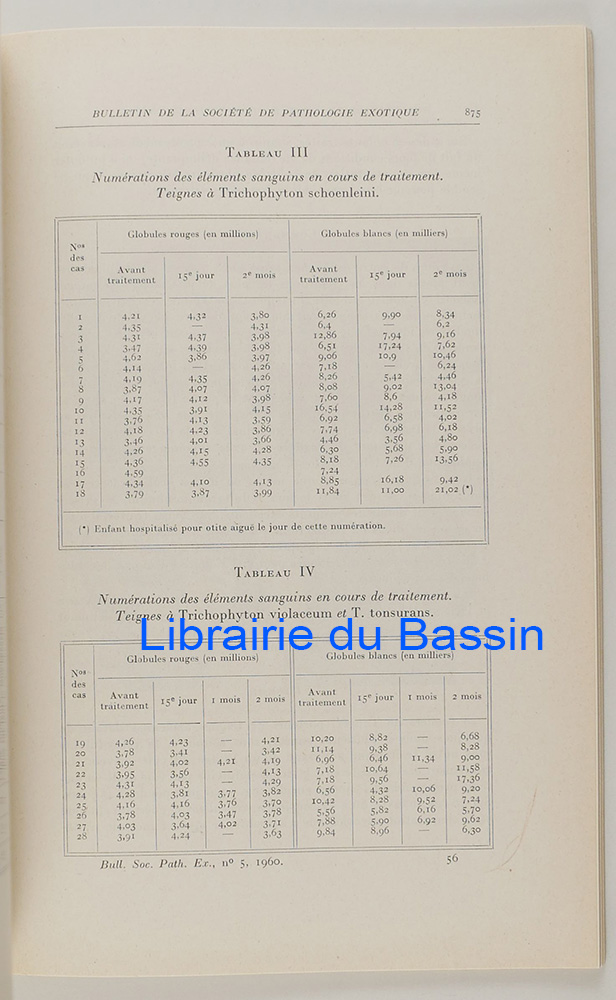 BULLETIN DE LA SOCIÉTÉ DE PATHOLOGIE EXOTIQUE 875
TABLEAU III
Numérations des éléments sanguins en cours de traitement.
Teignes à Trichophyton schoenleini.
Nos des cas | Globules rouges (en millions) | Globules blancs (en milliers)
Avant traitement | 15e jour | 2e mois | Avant traitement | 15e jour | 2e mois
1 4,21 4,32 3,80 6,26 9,90 8,34
2 4,35 — 4,31 6,4 — 6,2
3 4,31 4,37 3,98 12,86 7,94 9,16
4 3,47 4,39 3,98 6,51 17,24 7,62
5 4,62 3,86 3,97 9,06 10,9 10,46
6 4,14 — 4,26 7,18 — 6,24
7 4,19 4,35 4,26 8,26 5,42 4,46
8 3,87 4,07 4,07 8,08 9,02 13,04
9 4,17 4,12 3,98 7,60 8,6 4,18
10 4,35 3,91 4,15 16,54 14,28 11,52
11 3,76 4,13 3,59 6,92 6,58 4,02
12 4,18 4,23 3,86 7,74 6,98 6,18
13 3,46 4,01 3,66 4,46 3,56 4,80
14 4,26 4,15 4,28 6,30 5,68 5,90
15 4,36 4,55 4,35 8,18 7,26 13,56
16 4,59 7,24
17 4,34 4,10 4,13 8,85 16,18 9,42
18 3,79 3,87 3,99 11,84 11,00 21,02 (*)
(*) Enfant hospitalisé pour otite aiguë le jour de cette numération.
TABLEAU IV
Numérations des éléments sanguins en cours de traitement.
Teignes à Trichophyton violaceum et T. tonsurans.
Librairie du Bassin
Nos des cas | Globules rouges (en millions) | Globules blancs (en milliers)
Avant traitement | 15e jour | 1 mois | 2 mois | Avant traitement | 15e jour | 1 mois | 2 mois
19 4,26 4,23 — 4,21 10,20 8,82 — 6,68
20 3,78 3,41 — 3,42 11,14 9,38 — 8,28
21 3,92 4,02 4,21 4,19 6,96 6,46 11,34 9,00
22 3,95 3,56 — 4,13 7,18 10,64 — 11,58
23 4,31 4,13 — 4,29 7,18 9,56 — 17,36
24 4,28 3,81 3,77 3,82 6,56 4,32 10,06 9,20
25 4,16 4,16 3,76 3,70 10,42 8,28 9,52 7,24
26 3,78 4,03 3,47 3,78 5,56 5,82 6,16 5,70
27 4,03 3,64 4,02 3,71 7,88 5,90 6,92 9,62
28 3,91 4,24 — 3,63 9,84 8,96 — 6,30
Bull. Soc. Path. Ex., no 5, 1960. 56